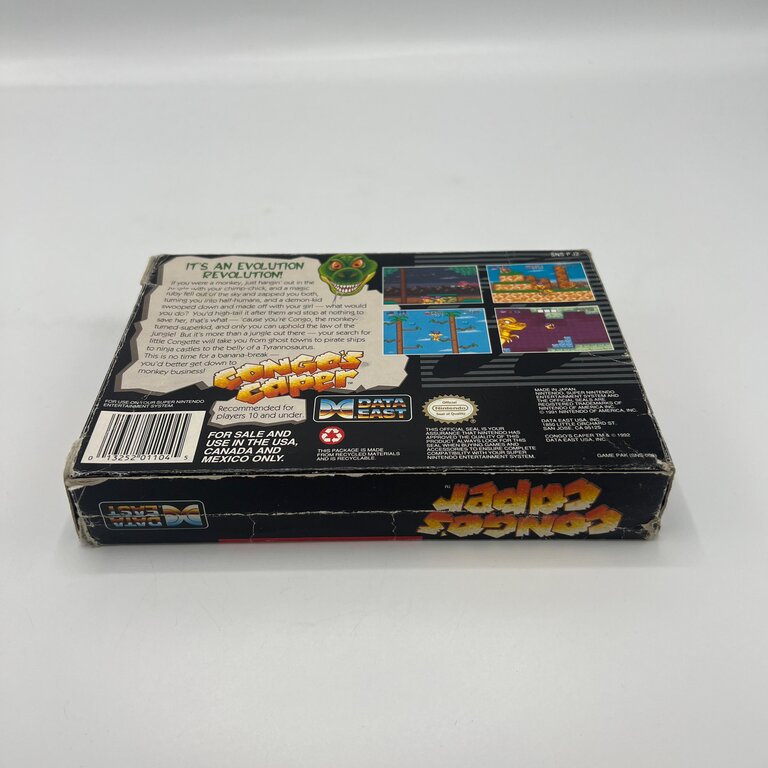 IT'S AN EVOLUTION
REVOLUTION!
If you were a monkey, just hangin' out in the
with your chimp-chick, and a magic
fell out of the sky and zapped you both,
turning you into half-humans, and a demon-kid
swooped down and made off with your girl — what would
you do? You'd high-tail it after them and stop at nothing to
save her, that's what — 'cause you're Congo, the monkey-
turned-superkid, and only you can uphold the law of the
jungle! But it's more than a jungle out there — your search for
little Congette will take you from ghost towns to pirate ships
to ninja castles to the belly of a Tyrannosaurus.
This is no time for a banana-break —
you'd better get down to
monkey business!
CONGO'S
CAPER™
FOR USE ON YOUR SUPER NINTENDO
ENTERTAINMENT SYSTEM
0 13252 01104 5
Recommended for
players 10 and under.
FOR SALE AND
USE IN THE USA,
CANADA AND
MEXICO ONLY.
DATA
EAST
THIS PACKAGE IS MADE
FROM RECYCLED MATERIALS
AND IS RECYCLABLE.
Official
Nintendo
Seal of Quality
THIS OFFICIAL SEAL IS YOUR
ASSURANCE THAT NINTENDO HAS
APPROVED THE QUALITY OF THIS
PRODUCT. ALWAYS LOOK FOR THIS
SEAL WHEN BUYING GAMES AND
ACCESSORIES TO ENSURE COMPLETE
COMPATIBILITY WITH YOUR SUPER
NINTENDO ENTERTAINMENT SYSTEM.
MADE IN JAPAN
NINTENDO, SUPER NINTENDO
ENTERTAINMENT SYSTEM AND
THE OFFICIAL SEALS ARE
REGISTERED TRADEMARKS OF
NINTENDO OF AMERICA INC.
© 1991 NINTENDO OF AMERICA, INC.
DATA EAST USA, INC.
1850 LITTLE ORCHARD ST.
SAN JOSE, CA 95125
CONGO'S CAPER TM & © 1992
DATA EAST USA, INC.
GAME PAK (SNS-006)
DATA
EAST
CONGO'S
CAPER™